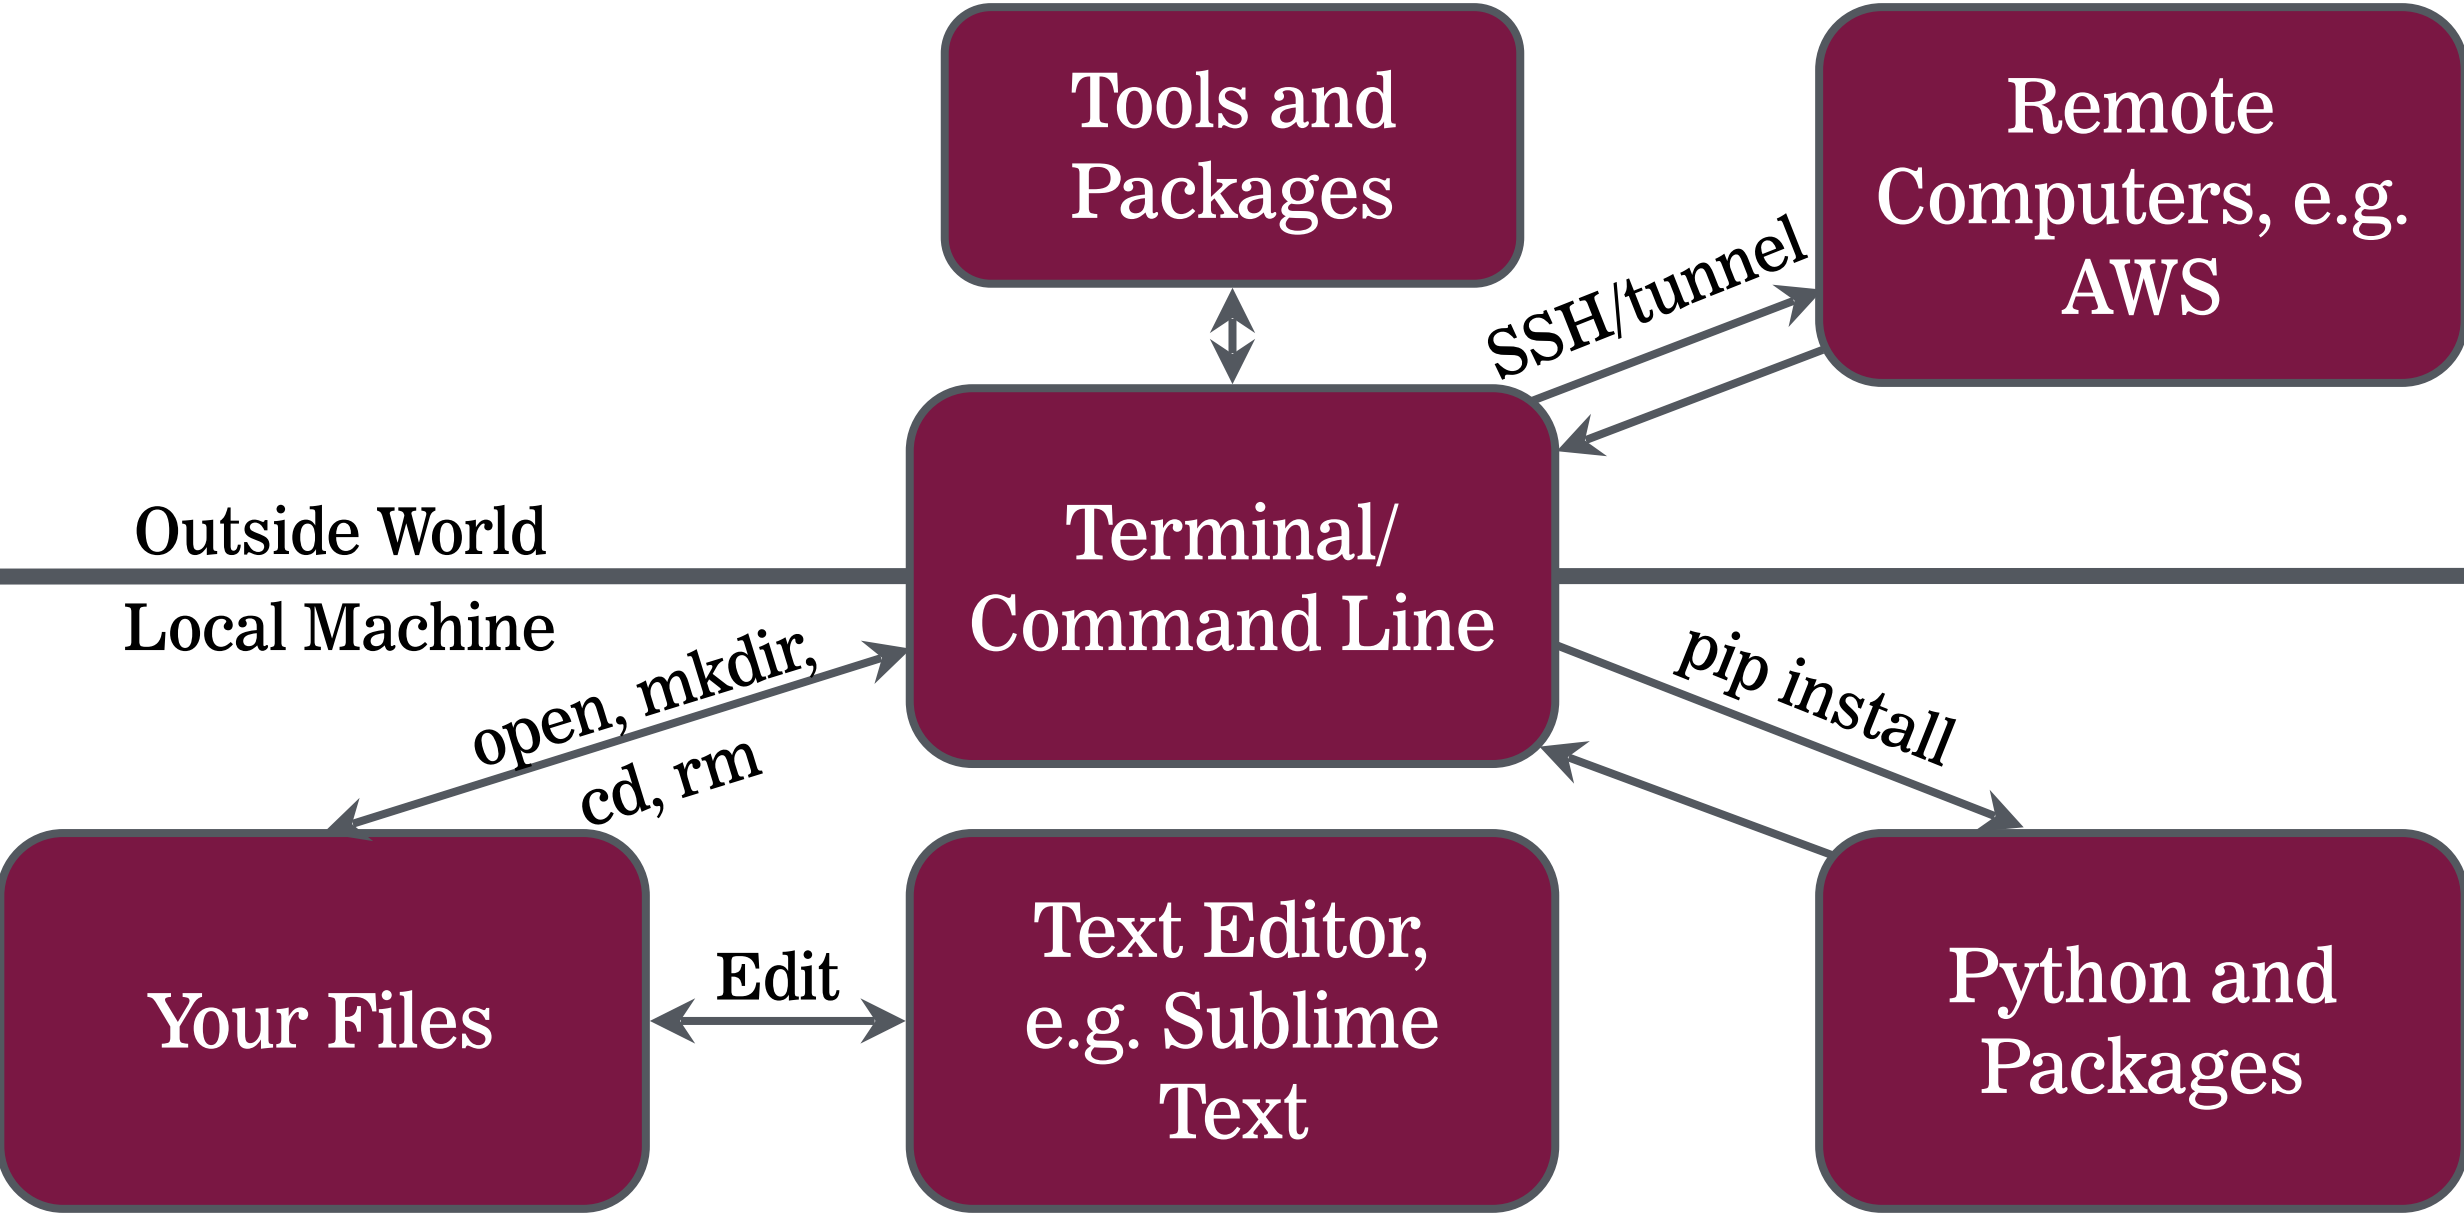 Tools and
Packages
Remote
Computers, e.g.
AWS
SSH/tunnel
Outside World
Local Machine
Terminal/
Command Line
open, mkdir,
cd, rm
pip install
Your Files
Edit
Text Editor,
e.g. Sublime
Text
Python and
Packages